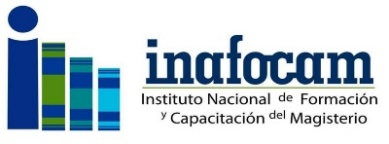 inafocam
Instituto Nacional de Formación
y Capacitación del Magisterio